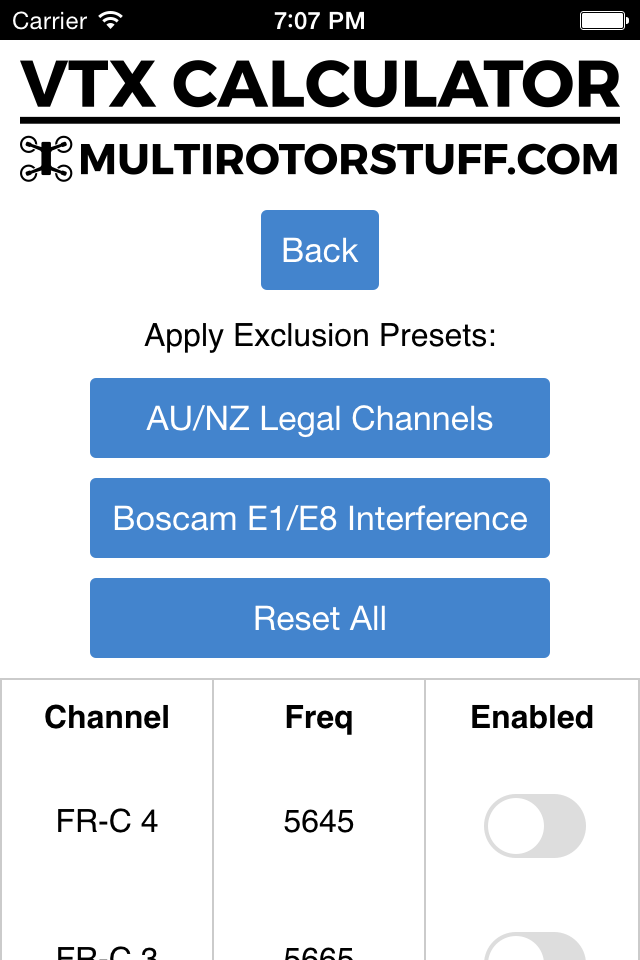 Carrier 7:07 PM
VTX CALCULATOR
MULTIROTORSTUFF.COM
Back
Apply Exclusion Presets:
AU/NZ Legal Channels
Boscam E1/E8 Interference
Reset All
Channel Freq Enabled
FR-C 4 5645
FR-C 3 5665